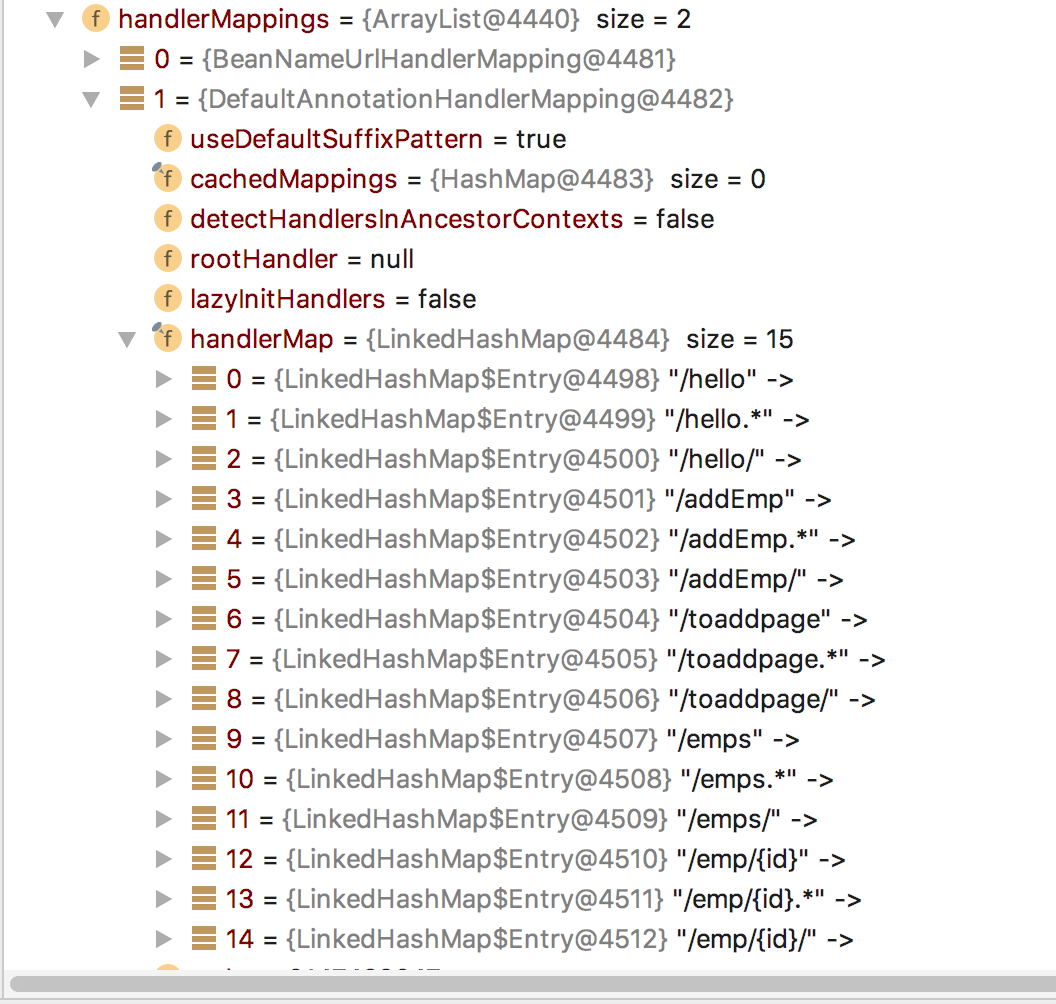 f handlerMappings = {ArrayList@4440} size = 2
0 = {BeanNameUrlHandlerMapping@4481}
1 = {DefaultAnnotationHandlerMapping@4482}
f useDefaultSuffixPattern = true
f cachedMappings = {HashMap@4483} size = 0
f detectHandlersInAncestorContexts = false
f rootHandler = null
f lazyInitHandlers = false
f handlerMap = {LinkedHashMap@4484} size = 15
0 = {LinkedHashMap$Entry@4498} "/hello" ->
1 = {LinkedHashMap$Entry@4499} "/hello.*" ->
2 = {LinkedHashMap$Entry@4500} "/hello/" ->
3 = {LinkedHashMap$Entry@4501} "/addEmp" ->
4 = {LinkedHashMap$Entry@4502} "/addEmp.*" ->
5 = {LinkedHashMap$Entry@4503} "/addEmp/" ->
6 = {LinkedHashMap$Entry@4504} "/toaddpage" ->
7 = {LinkedHashMap$Entry@4505} "/toaddpage.*" ->
8 = {LinkedHashMap$Entry@4506} "/toaddpage/" ->
9 = {LinkedHashMap$Entry@4507} "/emps" ->
10 = {LinkedHashMap$Entry@4508} "/emps.*" ->
11 = {LinkedHashMap$Entry@4509} "/emps/" ->
12 = {LinkedHashMap$Entry@4510} "/emp/{id}" ->
13 = {LinkedHashMap$Entry@4511} "/emp/{id}.*" ->
14 = {LinkedHashMap$Entry@4512} "/emp/{id}/" ->